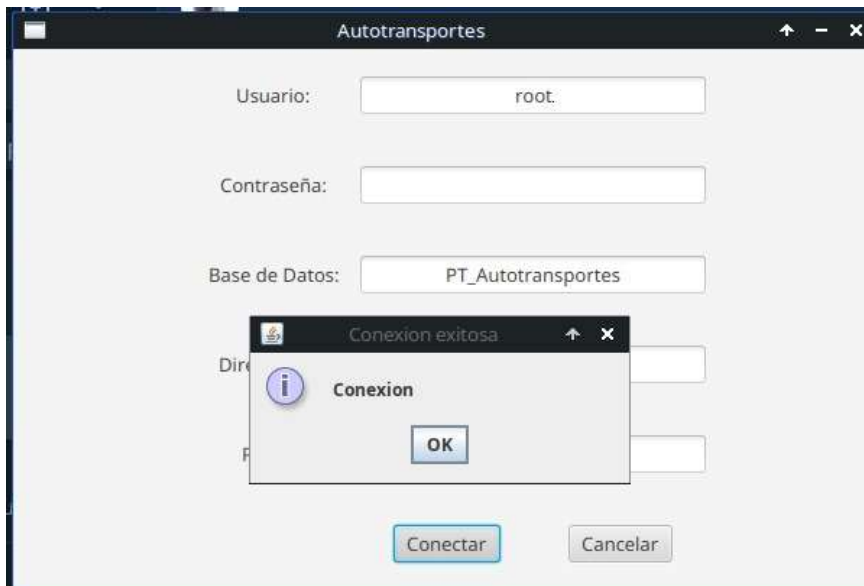 Autotransportes
Usuario: root.
Contraseña:
Base de Datos: PT_Autotransportes
Conexion exitosa
Conexion
OK
Conectar Cancelar